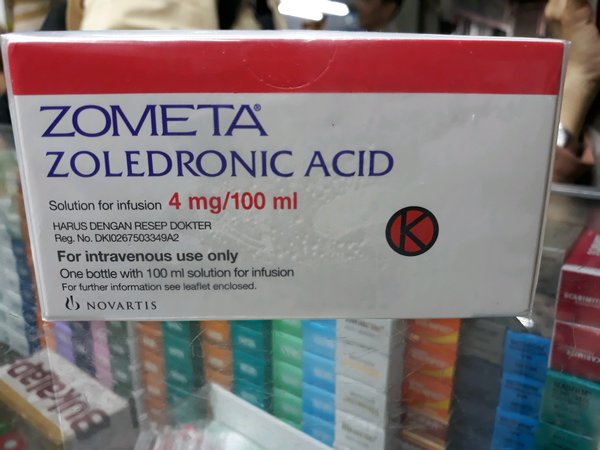 ZOMETA®
ZOLEDRONIC ACID
Solution for infusion 4 mg/100 ml
HARUS DENGAN RESEP DOKTER
Reg. No. DKI0267503349A2
K
For intravenous use only
One bottle with 100 ml solution for infusion
For further information see leaflet enclosed.
NOVARTIS
Bukalapak